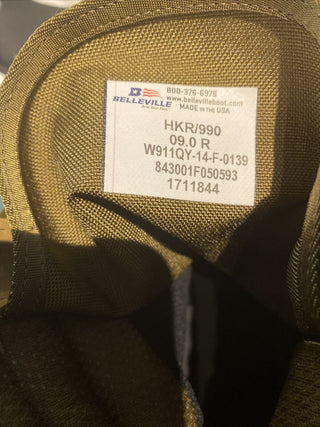 800-376-6978
BELLEVILLE www.bellevilleboot.com
MADE IN THE USA
HKR/990
09.0 R
W911QY-14-F-0139
843001F050593
1711844